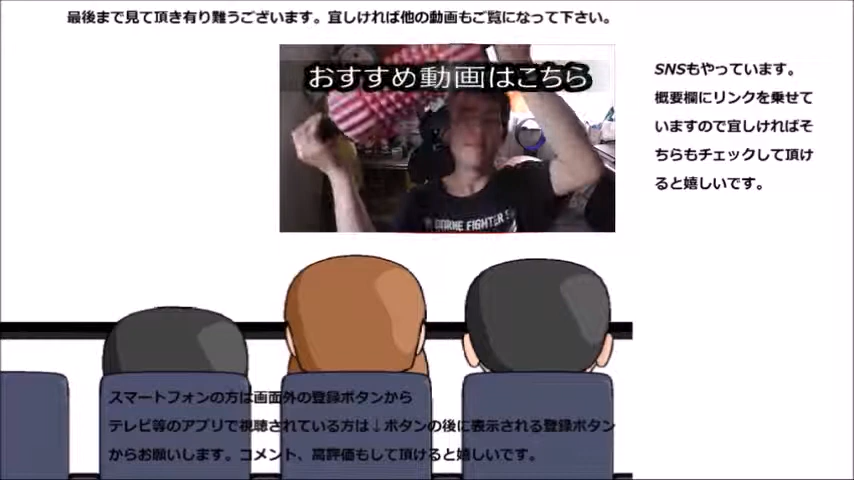 最後まで見て頂き有り難うございます。宜しければ他の動画もご覧になって下さい。
おすすめ動画はこちら
SNSもやっています。
概要欄にリンクを乗せて
いますので宜しければそ
ちらもチェックして頂け
ると嬉しいです。
FIGHTER
スマートフォンの方は画面外の登録ボタンから
テレビ等のアプリで視聴されている方は↓ボタンの後に表示される登録ボタン
からお願いします。コメント、高評価もして頂けると嬉しいです。